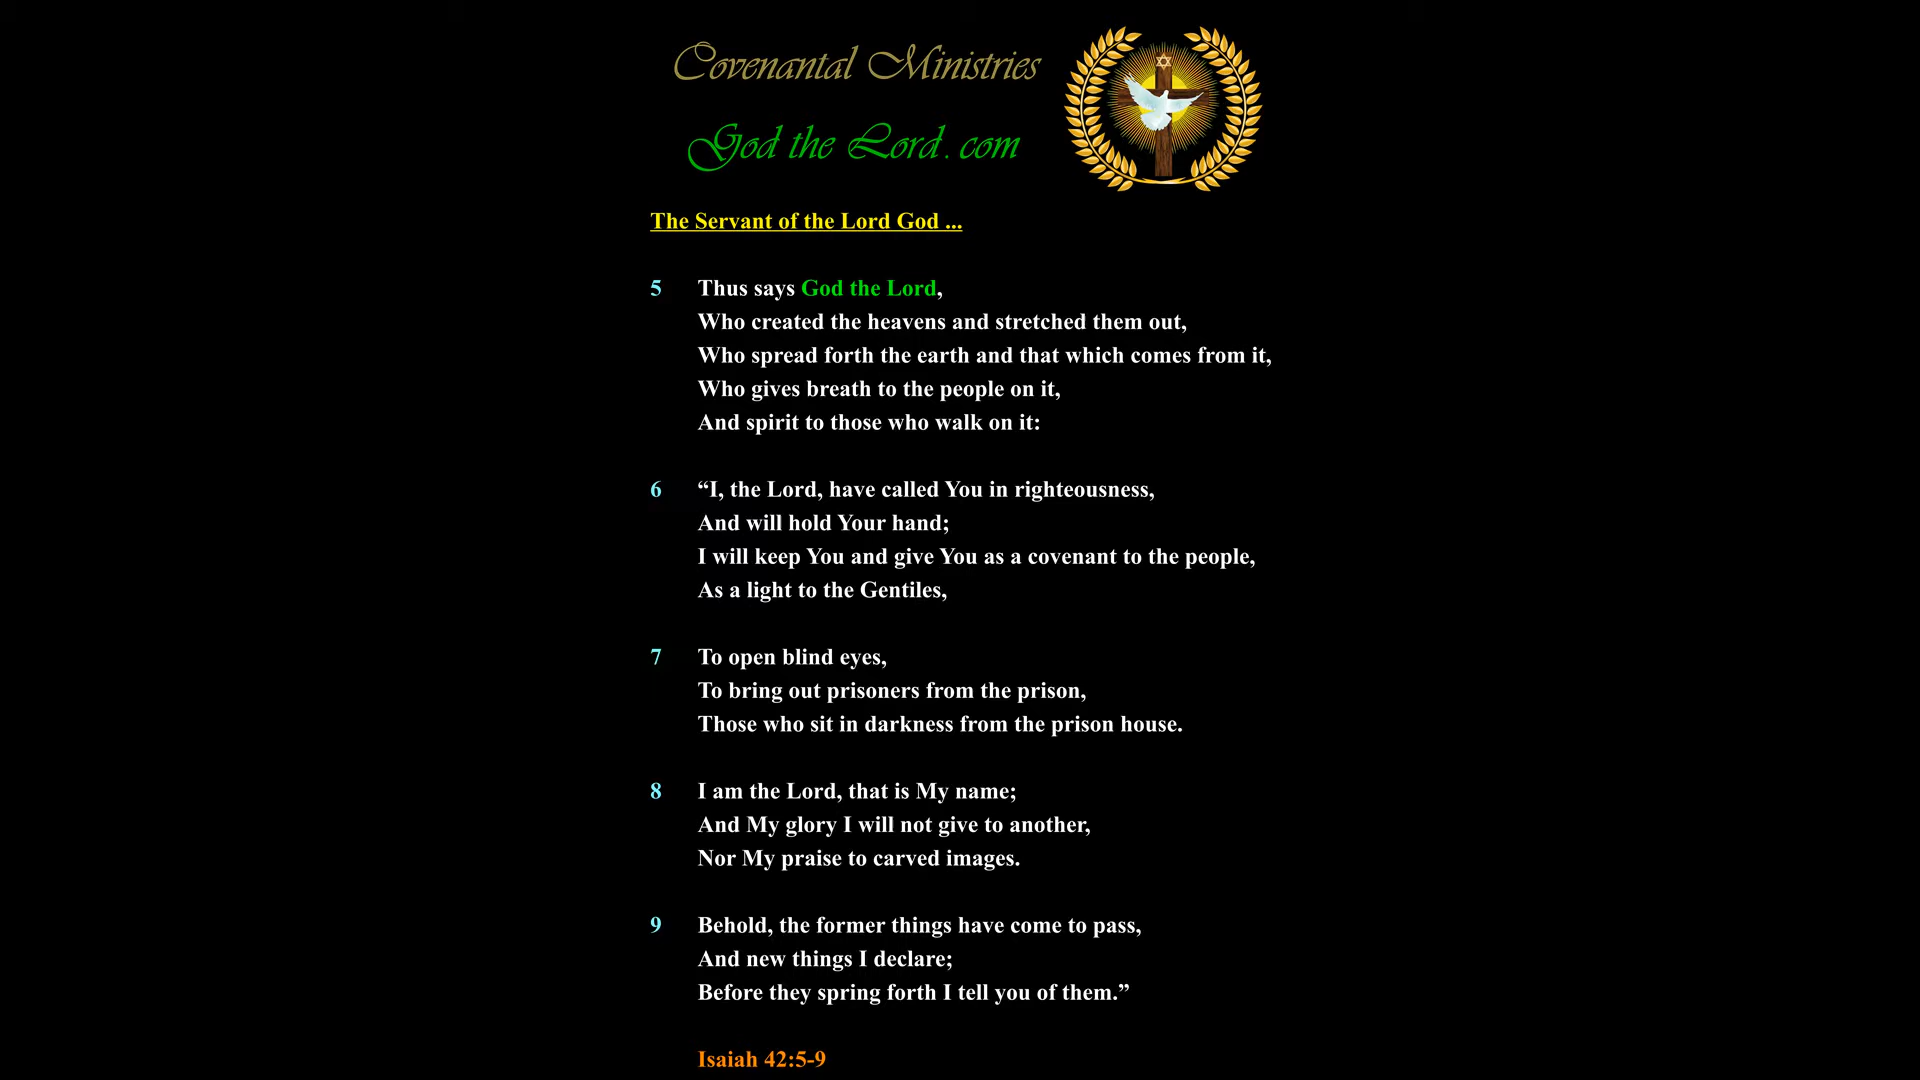 Covenantal Ministries
God the Lord . com
The Servant of the Lord God ...
5 Thus says God the Lord,
Who created the heavens and stretched them out,
Who spread forth the earth and that which comes from it,
Who gives breath to the people on it,
And spirit to those who walk on it:
6 “I, the Lord, have called You in righteousness,
And will hold Your hand;
I will keep You and give You as a covenant to the people,
As a light to the Gentiles,
7 To open blind eyes,
To bring out prisoners from the prison,
Those who sit in darkness from the prison house.
8 I am the Lord, that is My name;
And My glory I will not give to another,
Nor My praise to carved images.
9 Behold, the former things have come to pass,
And new things I declare;
Before they spring forth I tell you of them.”
Isaiah 42:5-9